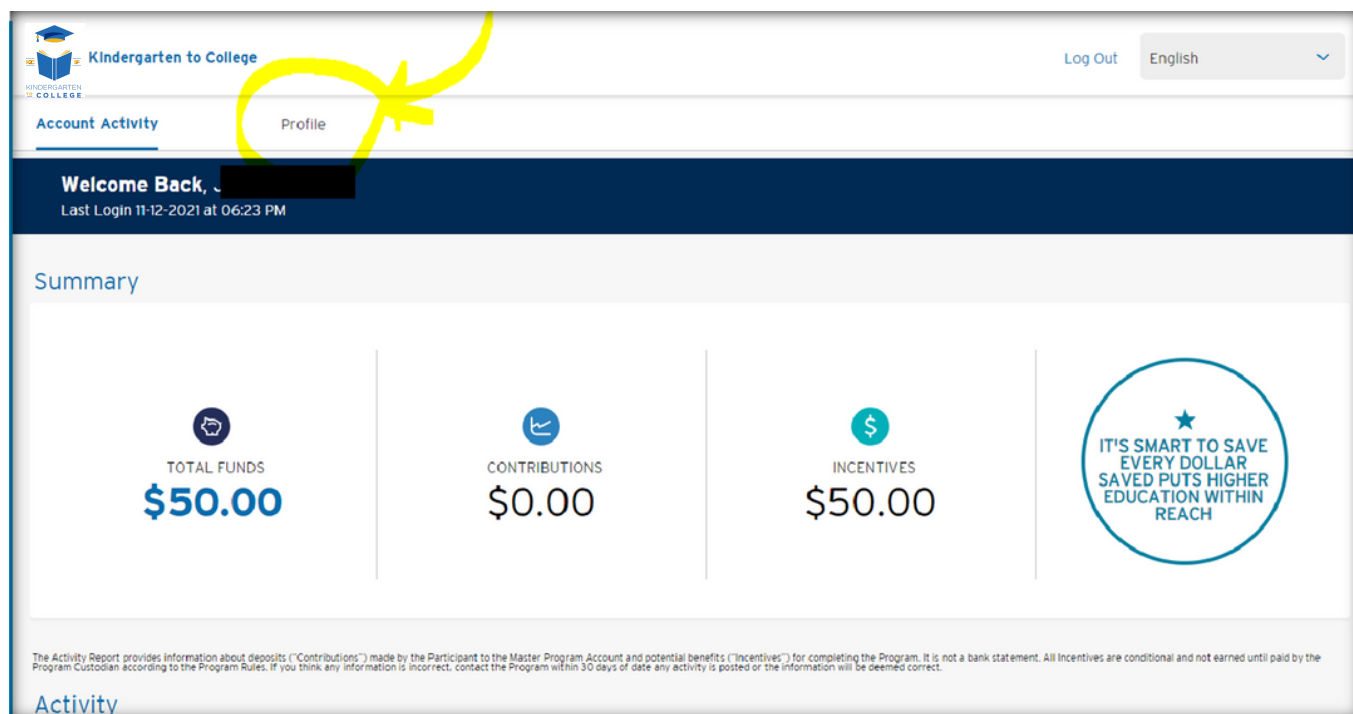 KIndergarten to College
KINDERGARTEN
TO COLLEGE
Log Out
English
Account ActIvIty
Profile
Welcome Back, J
Last Login 11-12-2021 at 06:23 PM
Summary
TOTAL FUNDS
$50.00
CONTRIBUTIONS
$0.00
INCENTIVES
$50.00
IT'S SMART TO SAVE
EVERY DOLLAR
SAVED PUTS HIGHER
EDUCATION WITHIN
REACH
The Activity Report provides information about deposits ("Contributions") made by the Participant to the Master Program Account and potential benefits ("Incentives") for completing the Program. It is not a bank statement. All Incentives are conditional and not earned until paid by the
Program Custodian according to the Program Rules. If you think any information is incorrect, contact the Program within 30 days of date any activity is posted or the information will be deemed correct.
Activity